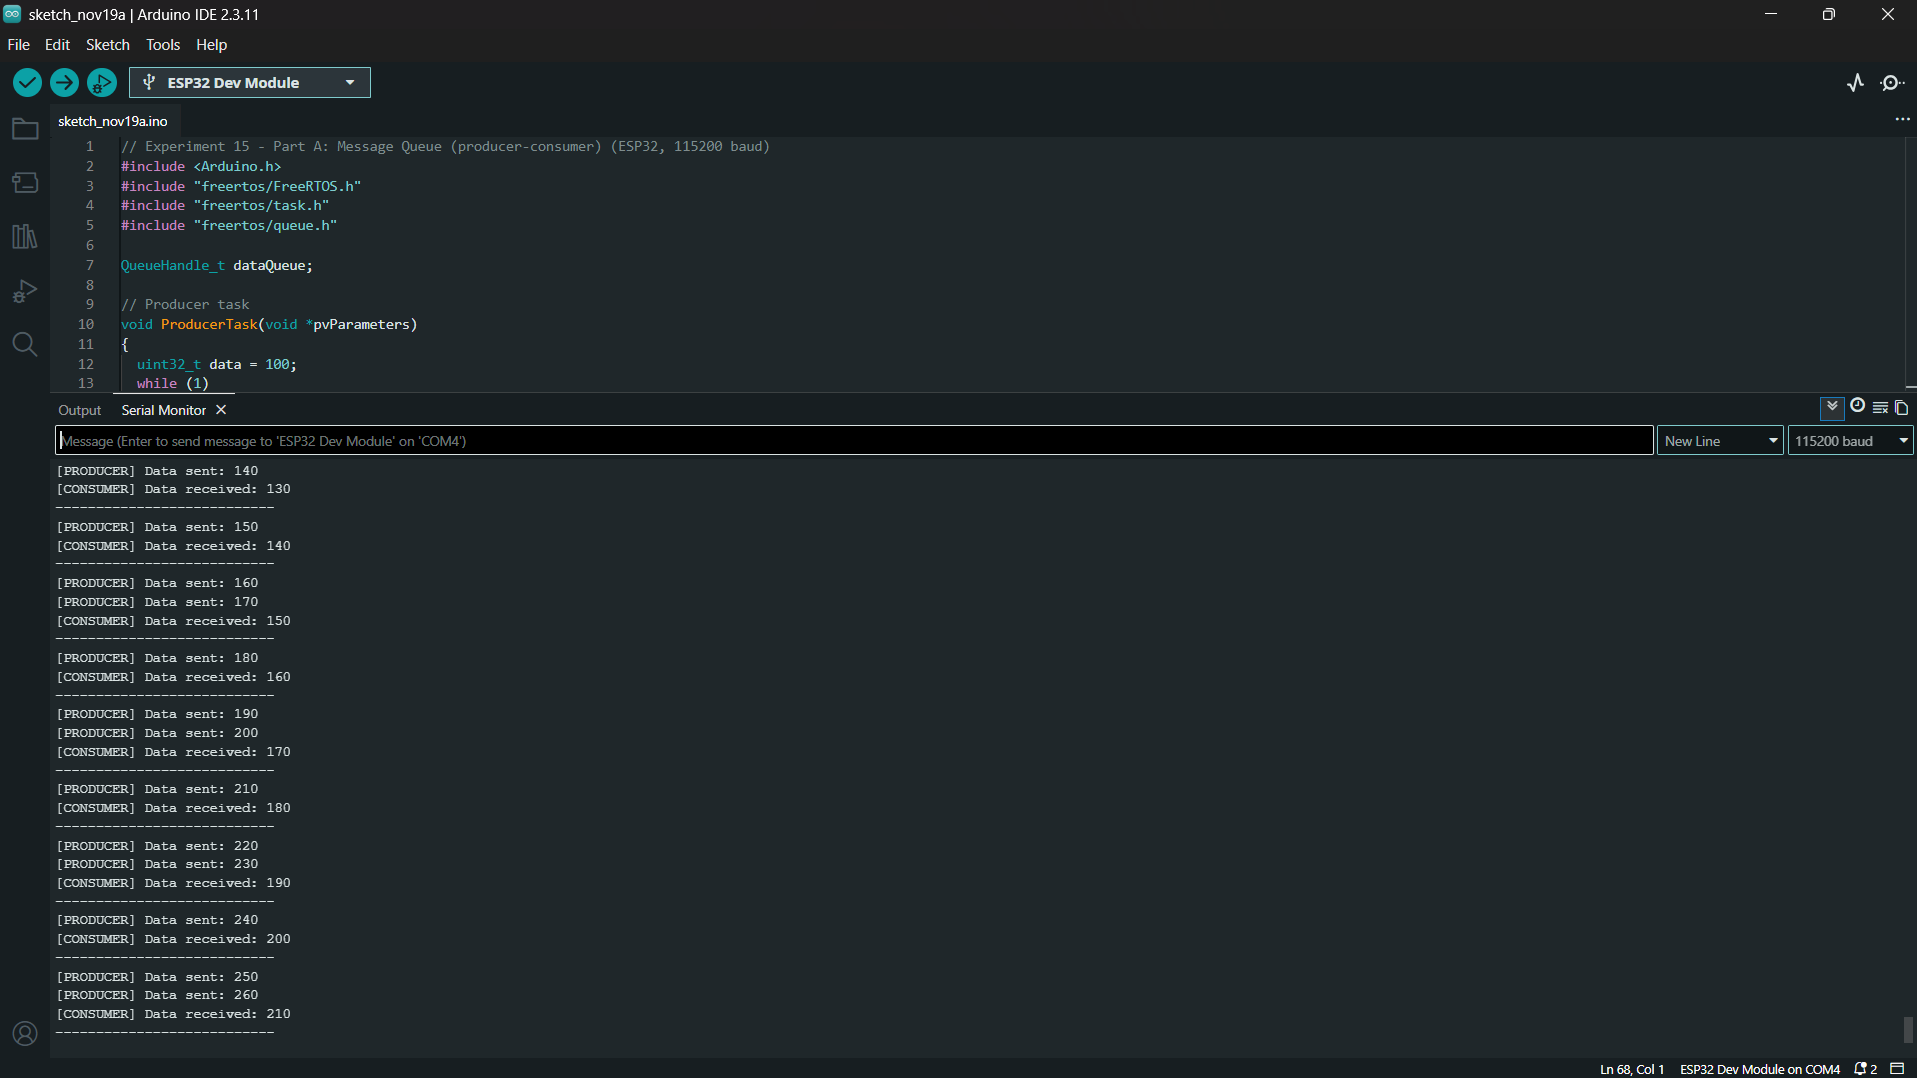 sketch_nov19a | Arduino IDE 2.3.11
File Edit Sketch Tools Help
ESP32 Dev Module
sketch_nov19a.ino
1 // Experiment 15 - Part A: Message Queue (producer-consumer) (ESP32, 115200 baud)
2 #include <Arduino.h>
3 #include "freertos/FreeRTOS.h"
4 #include "freertos/task.h"
5 #include "freertos/queue.h"
6
7 QueueHandle_t dataQueue;
8
9 // Producer task
10 void ProducerTask(void *pvParameters)
11 {
12 uint32_t data = 100;
13 while (1)
Output Serial Monitor
Message (Enter to send message to 'ESP32 Dev Module' on 'COM4') New Line 115200 baud
[PRODUCER] Data sent: 140
[CONSUMER] Data received: 130
---------------------------
[PRODUCER] Data sent: 150
[CONSUMER] Data received: 140
---------------------------
[PRODUCER] Data sent: 160
[PRODUCER] Data sent: 170
[CONSUMER] Data received: 150
---------------------------
[PRODUCER] Data sent: 180
[CONSUMER] Data received: 160
---------------------------
[PRODUCER] Data sent: 190
[PRODUCER] Data sent: 200
[CONSUMER] Data received: 170
---------------------------
[PRODUCER] Data sent: 210
[CONSUMER] Data received: 180
---------------------------
[PRODUCER] Data sent: 220
[PRODUCER] Data sent: 230
[CONSUMER] Data received: 190
---------------------------
[PRODUCER] Data sent: 240
[CONSUMER] Data received: 200
---------------------------
[PRODUCER] Data sent: 250
[PRODUCER] Data sent: 260
[CONSUMER] Data received: 210
---------------------------
Ln 68, Col 1 ESP32 Dev Module on COM4 2